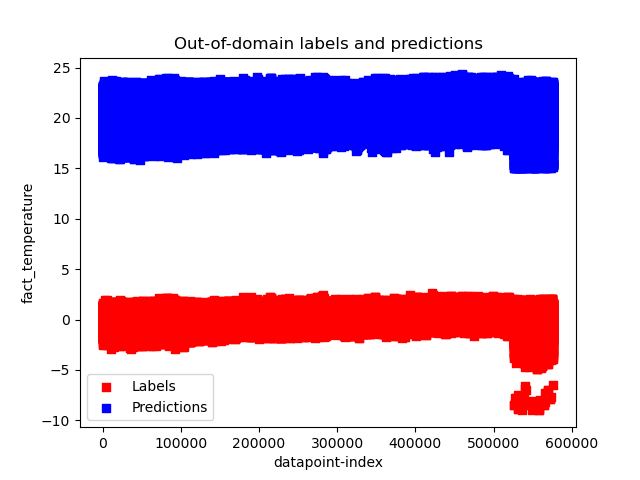 Out-of-domain labels and predictions
25
20
15
10
5
0
−5
−10
fact_temperature
Labels
Predictions
0 100000 200000 300000 400000 500000 600000
datapoint-index